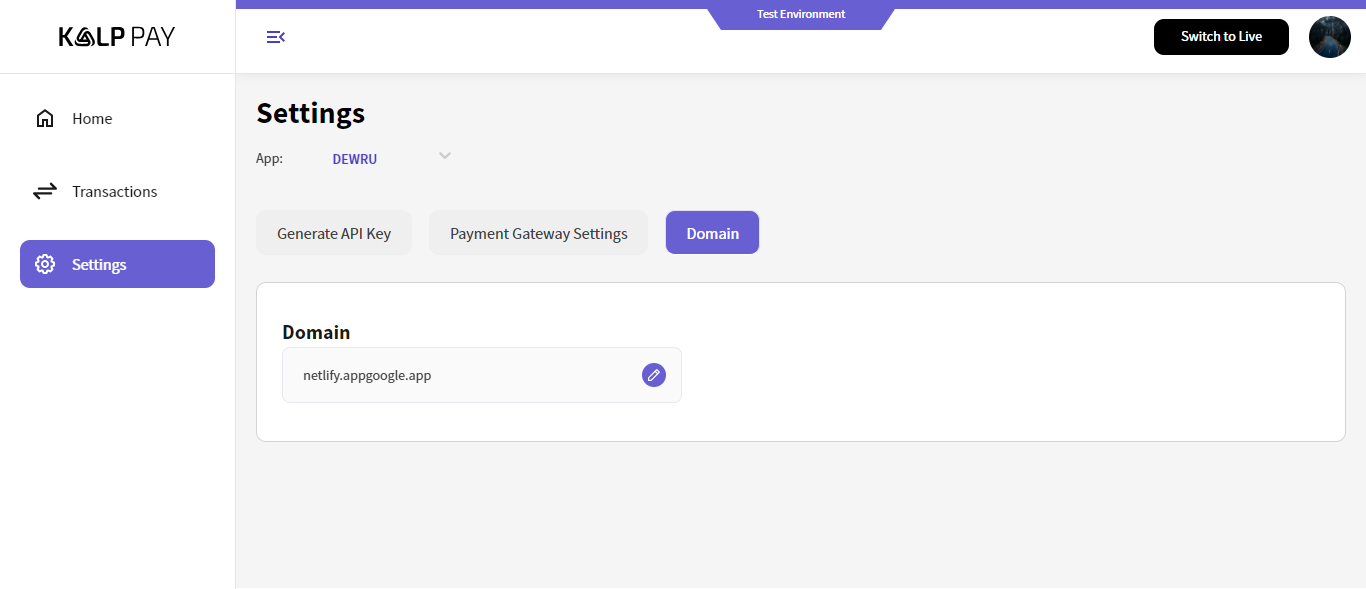 KALP PAY
Test Environment
Switch to Live
Home
Transactions
Settings
Settings
App: DEWRU
Generate API Key Payment Gateway Settings Domain
Domain
netlify.appgoogle.app